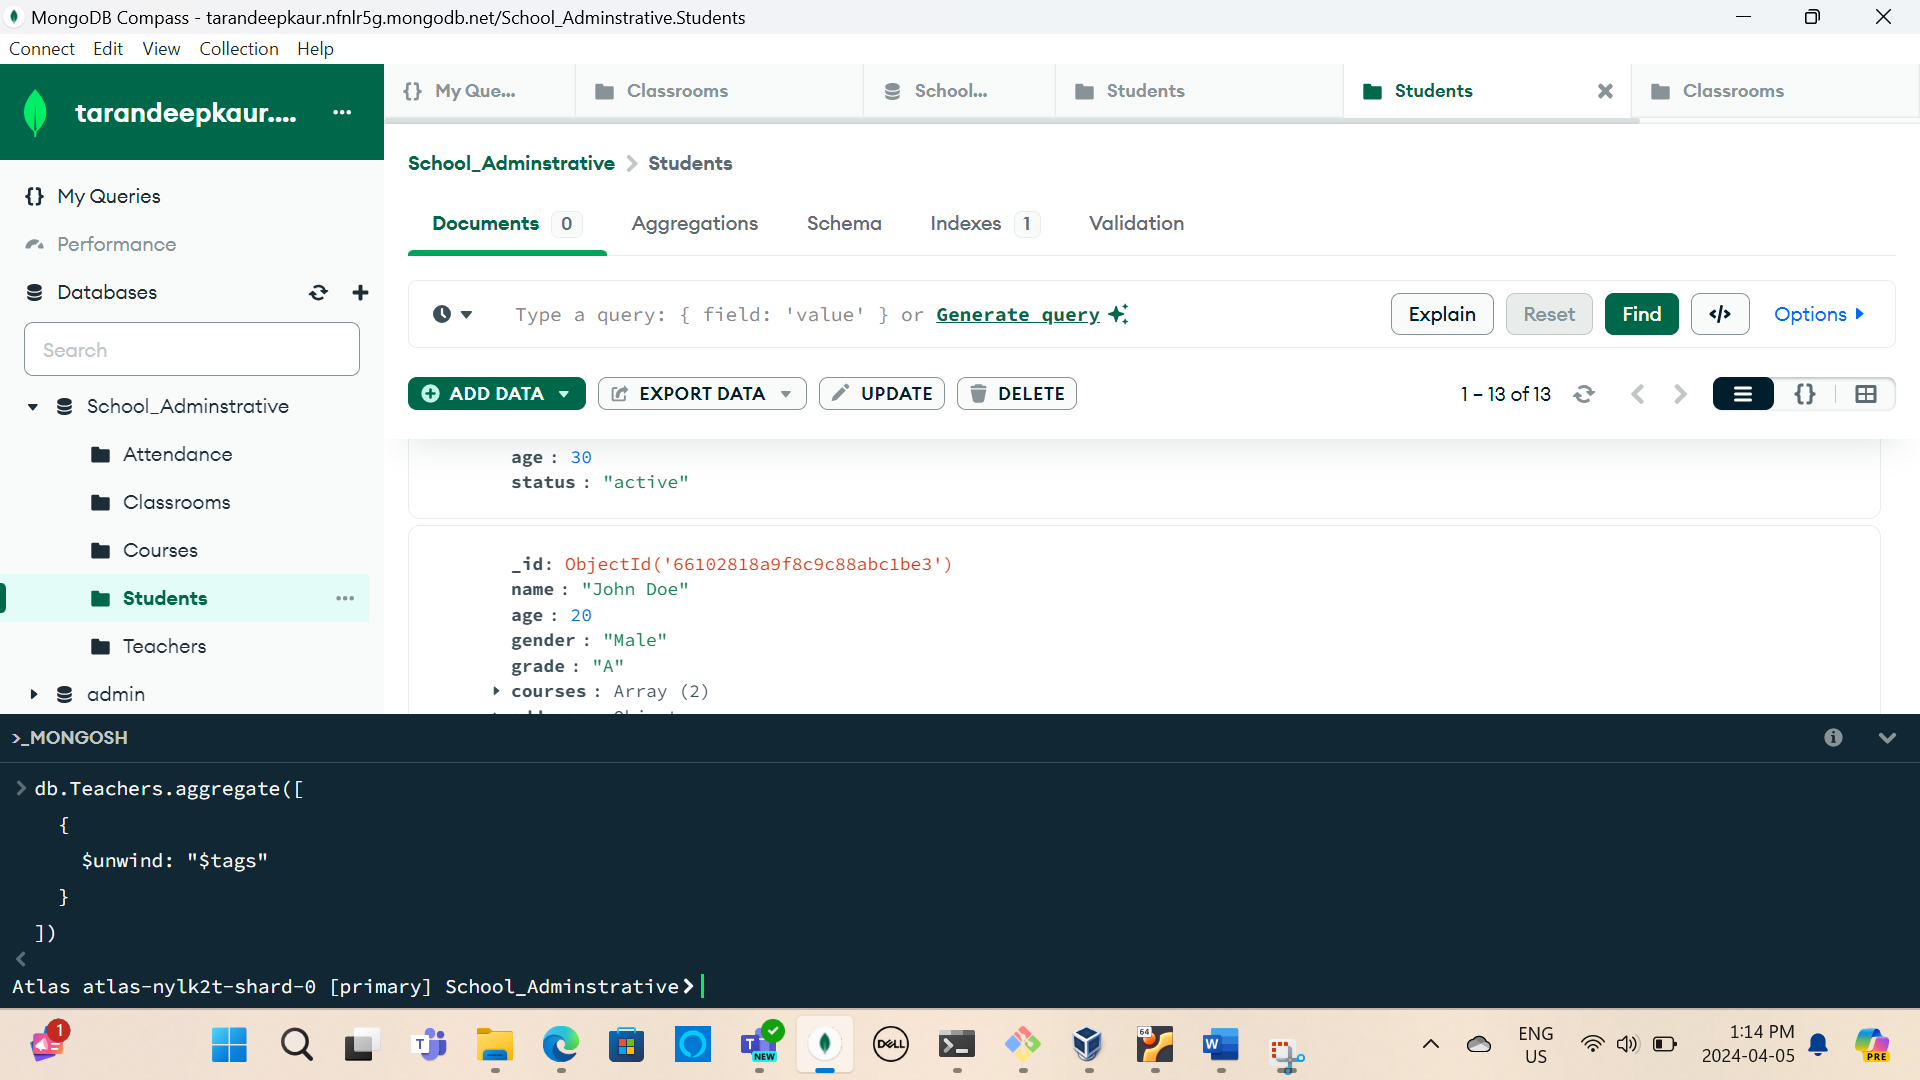 MongoDB Compass - tarandeepkaur.nfnlr5g.mongodb.net/School_Adminstrative.Students
Connect Edit View Collection Help
tarandeepkaur....
{} My Que...
Classrooms
School...
Students
Students
Classrooms
My Queries
Performance
Databases
Search
School_Adminstrative
Attendance
Classrooms
Courses
Students
Teachers
admin
School_Adminstrative > Students
Documents 0 Aggregations Schema Indexes 1 Validation
Type a query: { field: 'value' } or Generate query
Explain Reset Find </> Options
ADD DATA EXPORT DATA UPDATE DELETE
1 – 13 of 13
{}
age : 30
status : "active"
_id: ObjectId('66102818a9f8c9c88abc1be3')
name : "John Doe"
age : 20
gender : "Male"
grade : "A"
courses : Array (2)
>_MONGOSH
> db.Teachers.aggregate([
{
$unwind: "$tags"
}
])
<
Atlas atlas-nylk2t-shard-0 [primary] School_Adminstrative>
1
T
T
NEW
DELL
64
W
ENG
US
1:14 PM
2024-04-05
PRE